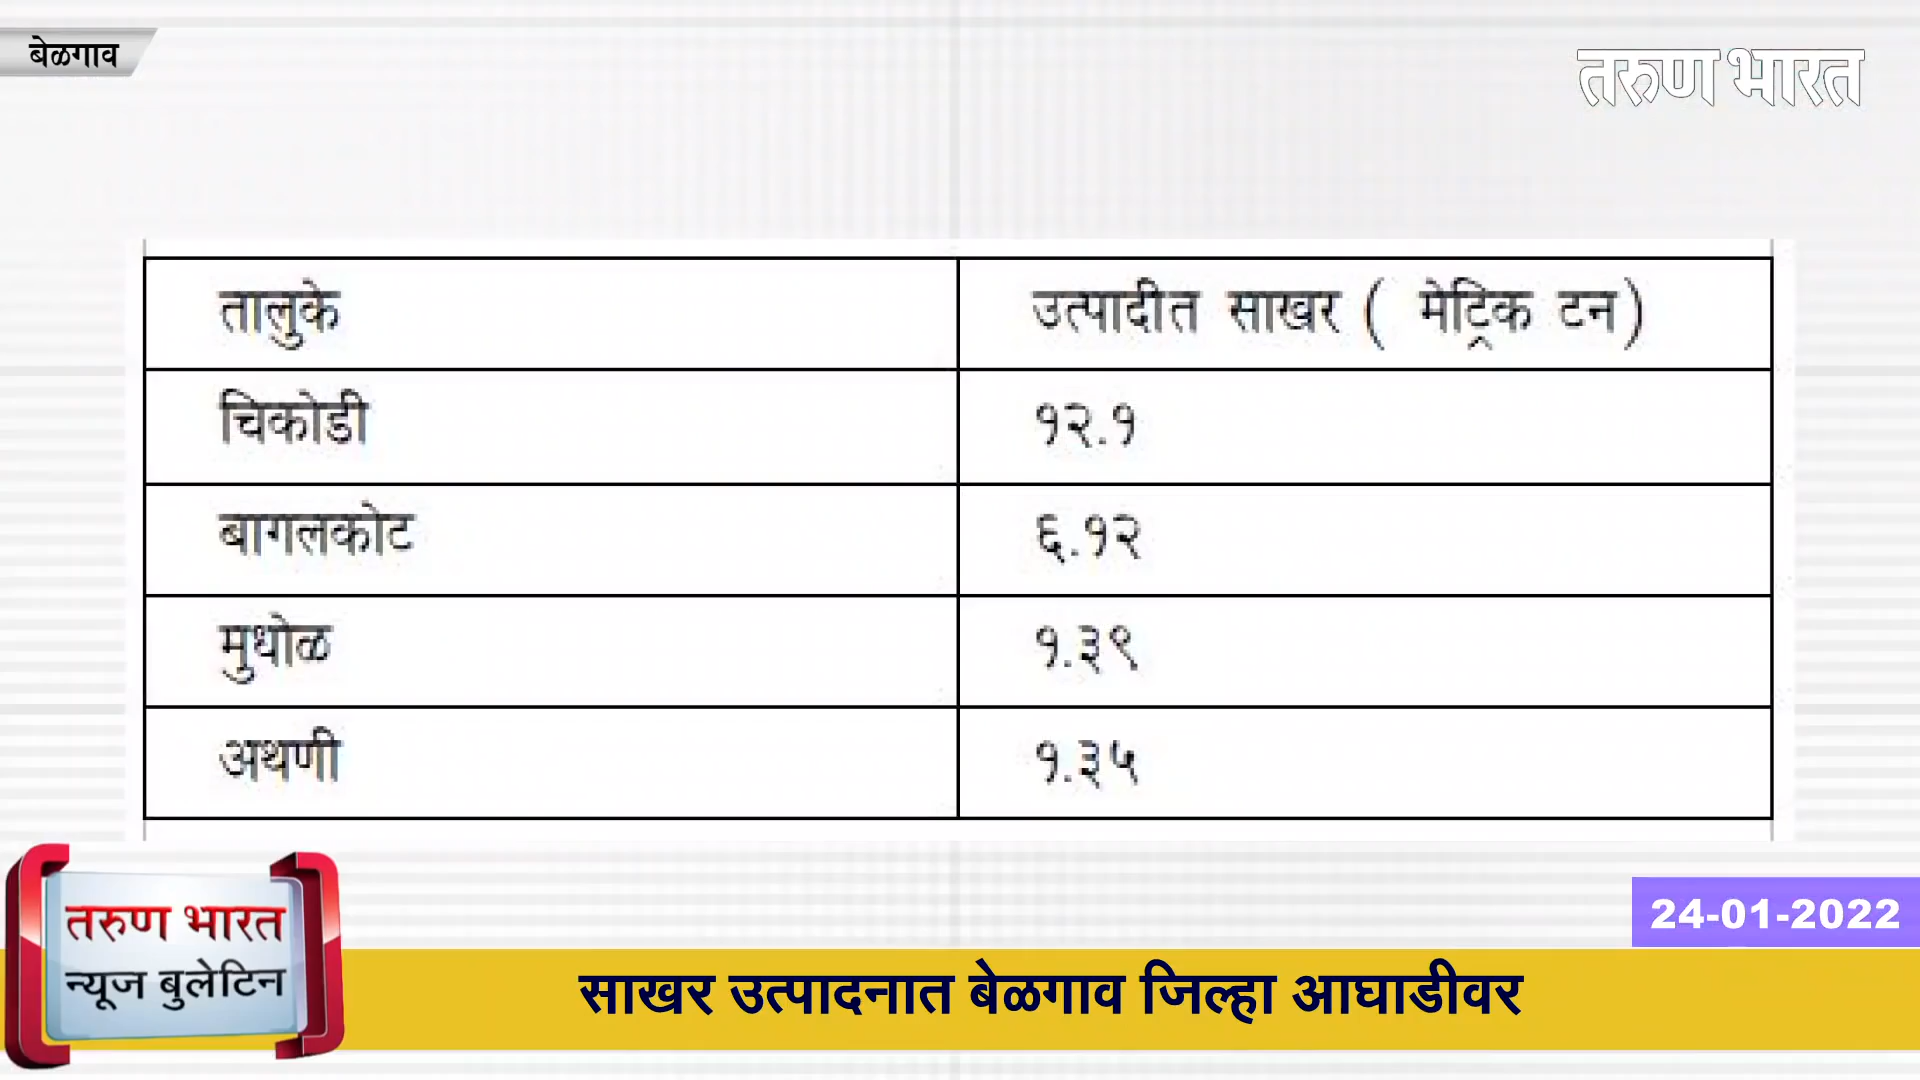 बेळगाव
तरुण भारत
तालुके उत्पादीत साखर ( मेट्रिक टन)
चिकोडी १२.१
बागलकोट ६.१२
मुधोळ १.३९
अथणी १.३५
24-01-2022
तरुण भारत
न्यूज बुलेटिन
साखर उत्पादनात बेळगाव जिल्हा आघाडीवर